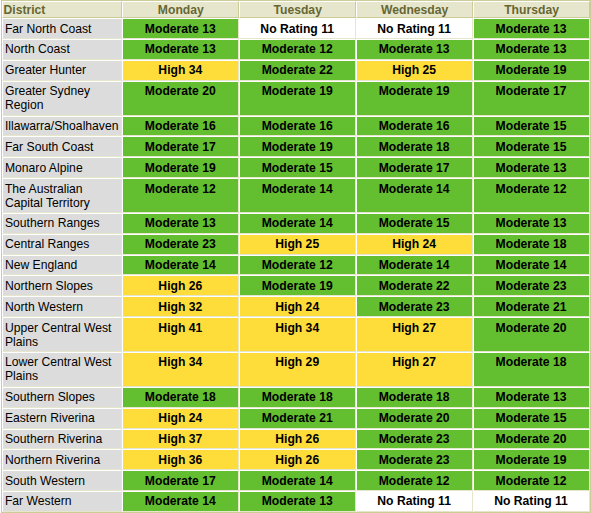 District Monday Tuesday Wednesday Thursday
Far North Coast Moderate 13 No Rating 11 No Rating 11 Moderate 13
North Coast Moderate 13 Moderate 12 Moderate 13 Moderate 13
Greater Hunter High 34 Moderate 22 High 25 Moderate 19
Greater Sydney Moderate 20 Moderate 19 Moderate 19 Moderate 17
Region
Illawarra/Shoalhaven Moderate 16 Moderate 16 Moderate 16 Moderate 15
Far South Coast Moderate 17 Moderate 19 Moderate 18 Moderate 15
Monaro Alpine Moderate 19 Moderate 15 Moderate 17 Moderate 13
The Australian Moderate 12 Moderate 14 Moderate 14 Moderate 12
Capital Territory
Southern Ranges Moderate 13 Moderate 14 Moderate 15 Moderate 13
Central Ranges Moderate 23 High 25 High 24 Moderate 18
New England Moderate 14 Moderate 12 Moderate 14 Moderate 14
Northern Slopes High 26 Moderate 19 Moderate 22 Moderate 23
North Western High 32 High 24 Moderate 23 Moderate 21
Upper Central West High 41 High 34 High 27 Moderate 20
Plains
Lower Central West High 34 High 29 High 27 Moderate 18
Plains
Southern Slopes Moderate 18 Moderate 18 Moderate 18 Moderate 13
Eastern Riverina High 24 Moderate 21 Moderate 20 Moderate 15
Southern Riverina High 37 High 26 Moderate 23 Moderate 20
Northern Riverina High 36 High 26 Moderate 23 Moderate 19
South Western Moderate 17 Moderate 14 Moderate 12 Moderate 12
Far Western Moderate 14 Moderate 13 No Rating 11 No Rating 11